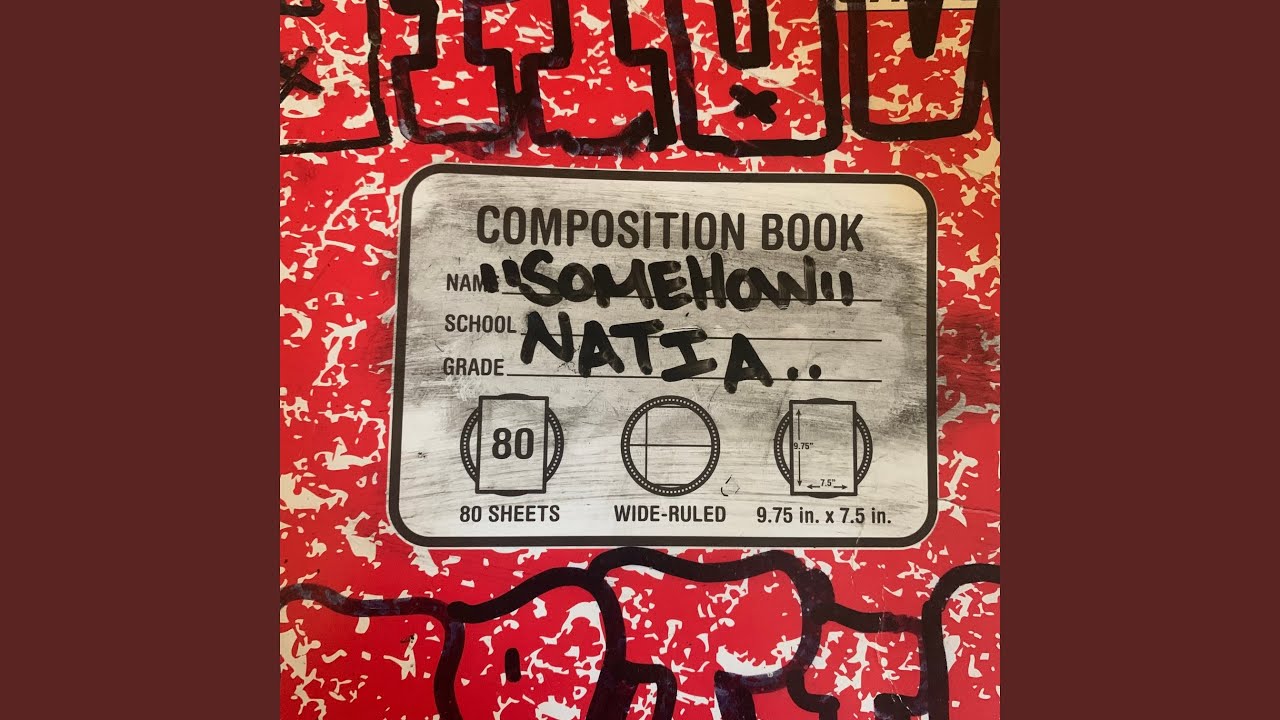 COMPOSITION BOOK
NAME "SOMEHOW"
SCHOOL NATIA..
GRADE
80
9.75"
7.5"
80 SHEETS WIDE-RULED 9.75 in. x 7.5 in.